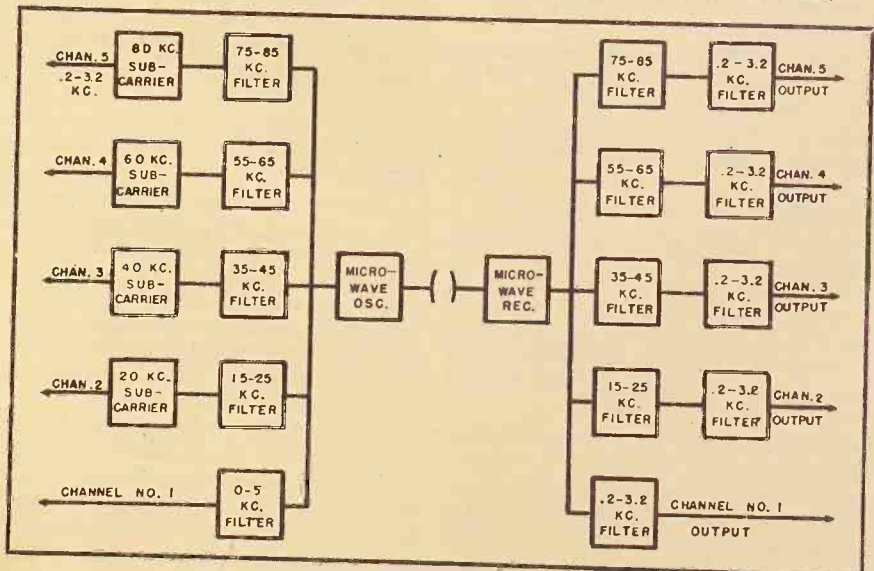 CHAN. 5
.2-3.2
KC.
80 KC.
SUB-
CARRIER
75-85
KC.
FILTER
CHAN. 4
60 KC.
SUB-
CARRIER
55-65
KC.
FILTER
CHAN. 3
40 KC.
SUB-
CARRIER
35-45
KC.
FILTER
CHAN. 2
20 KC.
SUB-
CARRIER
15-25
KC.
FILTER
CHANNEL NO. 1
0-5
KC.
FILTER
MICRO-
WAVE
OSC.
MICRO-
WAVE
REC.
75-85
KC.
FILTER
.2-3.2
KC.
FILTER
CHAN. 5
OUTPUT
55-65
KC.
FILTER
.2-3.2
KC.
FILTER
CHAN. 4
OUTPUT
35-45
KC.
FILTER
.2-3.2
KC.
FILTER
CHAN. 3
OUTPUT
15-25
KC.
FILTER
.2-3.2
KC.
FILTER
CHAN. 2
OUTPUT
.2-3.2
KC.
FILTER
CHANNEL NO. 1
OUTPUT